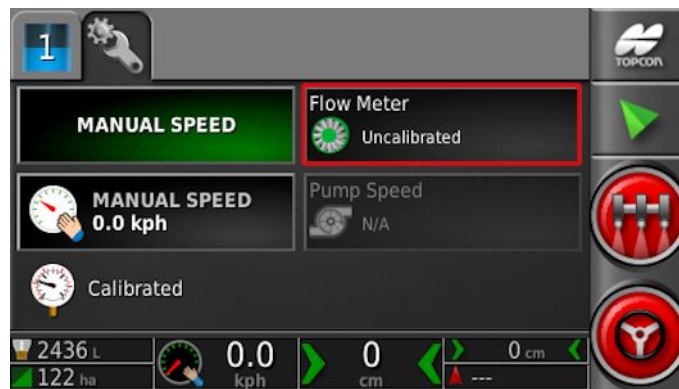 1
TOPCON
MANUAL SPEED
Flow Meter
Uncalibrated
MANUAL SPEED
0.0 kph
Pump Speed
N/A
Calibrated
2436 L
122 ha
0.0
kph
0
cm
0 cm
---